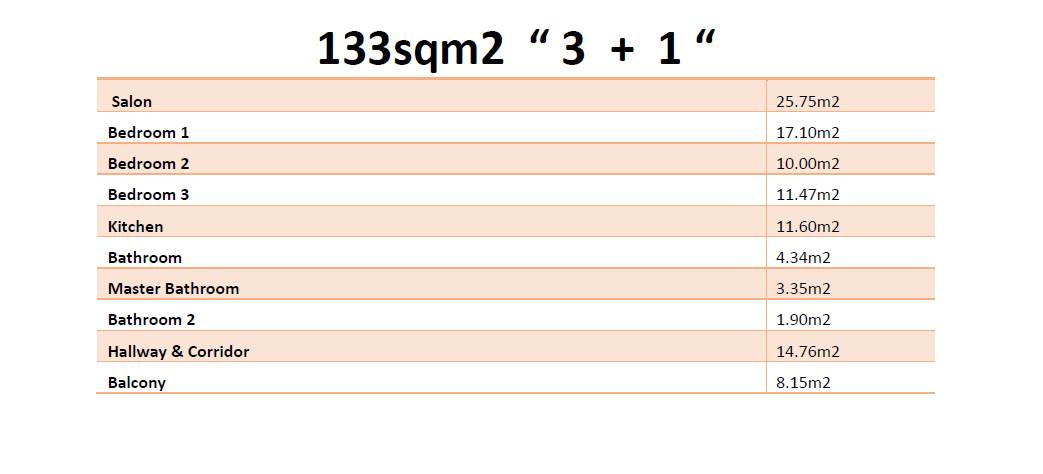 133sqm2 “ 3 + 1 “
Salon 25.75m2
Bedroom 1 17.10m2
Bedroom 2 10.00m2
Bedroom 3 11.47m2
Kitchen 11.60m2
Bathroom 4.34m2
Master Bathroom 3.35m2
Bathroom 2 1.90m2
Hallway & Corridor 14.76m2
Balcony 8.15m2